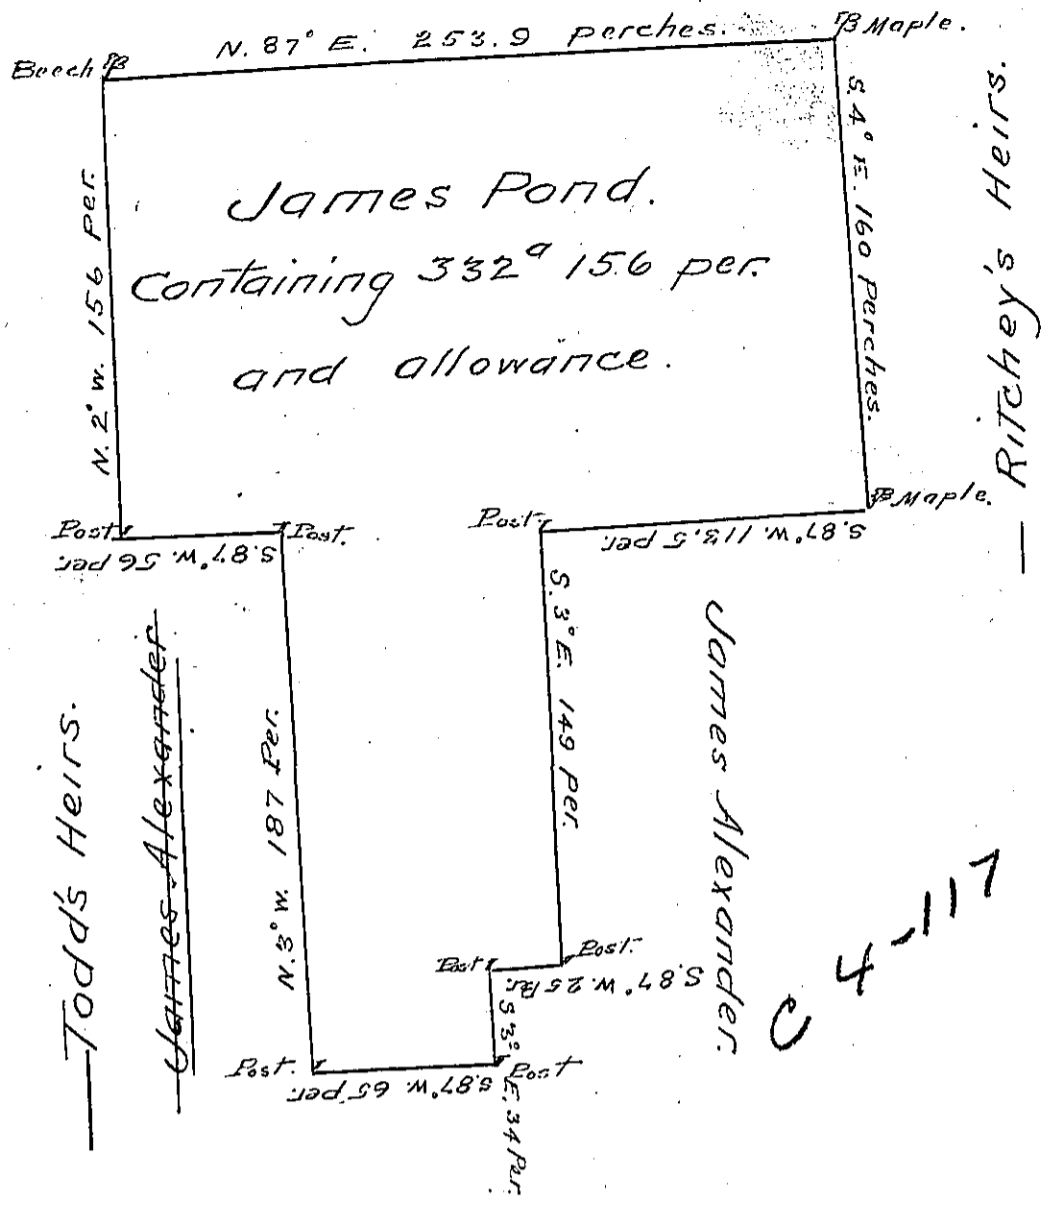 N. 87° E. 253.9 perches.
Maple.
Beech
S. 4° E. 160 Perches.
Ritchey's Heirs.
James Pond.
Containing 332ᵃ 156 per.
and allowance.
N. 2° W. 156 Per.
Maple.
Post
Post.
Post
S. 87° W. 113.5 per.
S. 87° W. 56 per.
S. 3° E. 149 Per.
James Alexander.
James Alexander
Todd's Heirs.
N. 3° W. 187 Per.
Post
Post.
S. 87° W. 25 Pr.
S 3° E. 34 Per.
Post.
Post
S. 87° W. 65 per.
C 4-117